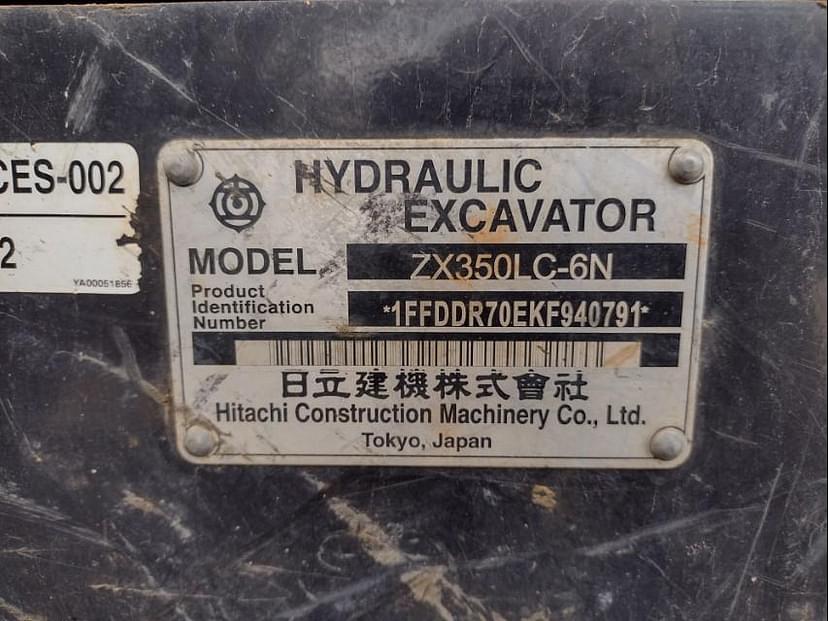 CES-002
2
YA00051856
HYDRAULIC
EXCAVATOR
MODEL ZX350LC-6N
Product
Identification
Number
*1FFDDR70EKF940791*
日立建機株式會社
Hitachi Construction Machinery Co., Ltd.
Tokyo, Japan